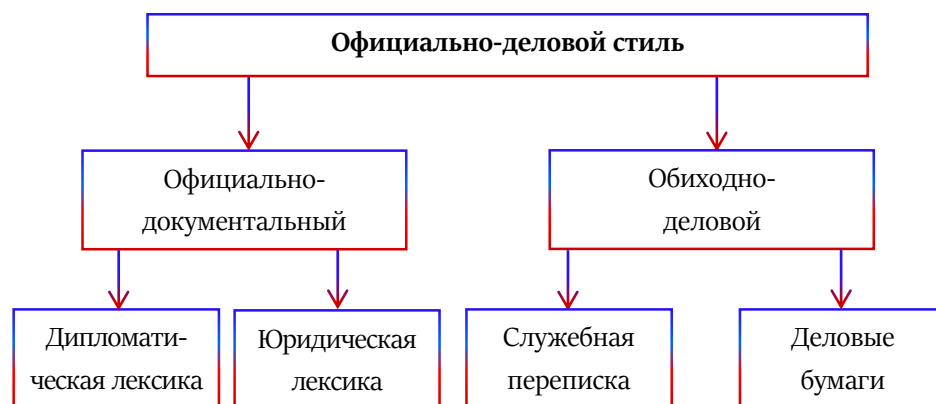 Официально-деловой стиль
Официально-
документальный
Обиходно-
деловой
Дипломати-
ческая лексика
Юридическая
лексика
Служебная
переписка
Деловые
бумаги